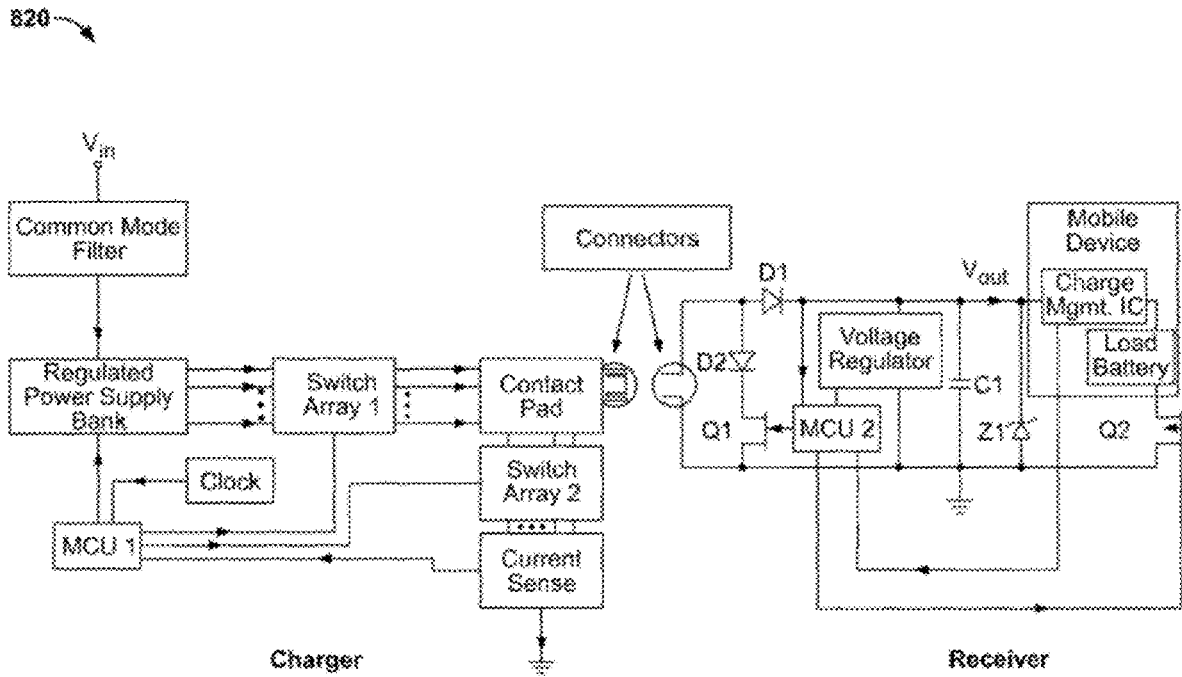 820
Vin
Common Mode
Filter
Connectors
Mobile
Device
D1
Vout
Charge
Mgmt. IC
Regulated
Power Supply
Bank
Switch
Array 1
Contact
Pad
D2
Voltage
Regulator
Load
Battery
C1
Q1
MCU 2
Z1
Q2
Clock
Switch
Array 2
MCU 1
Current
Sense
Charger
Receiver